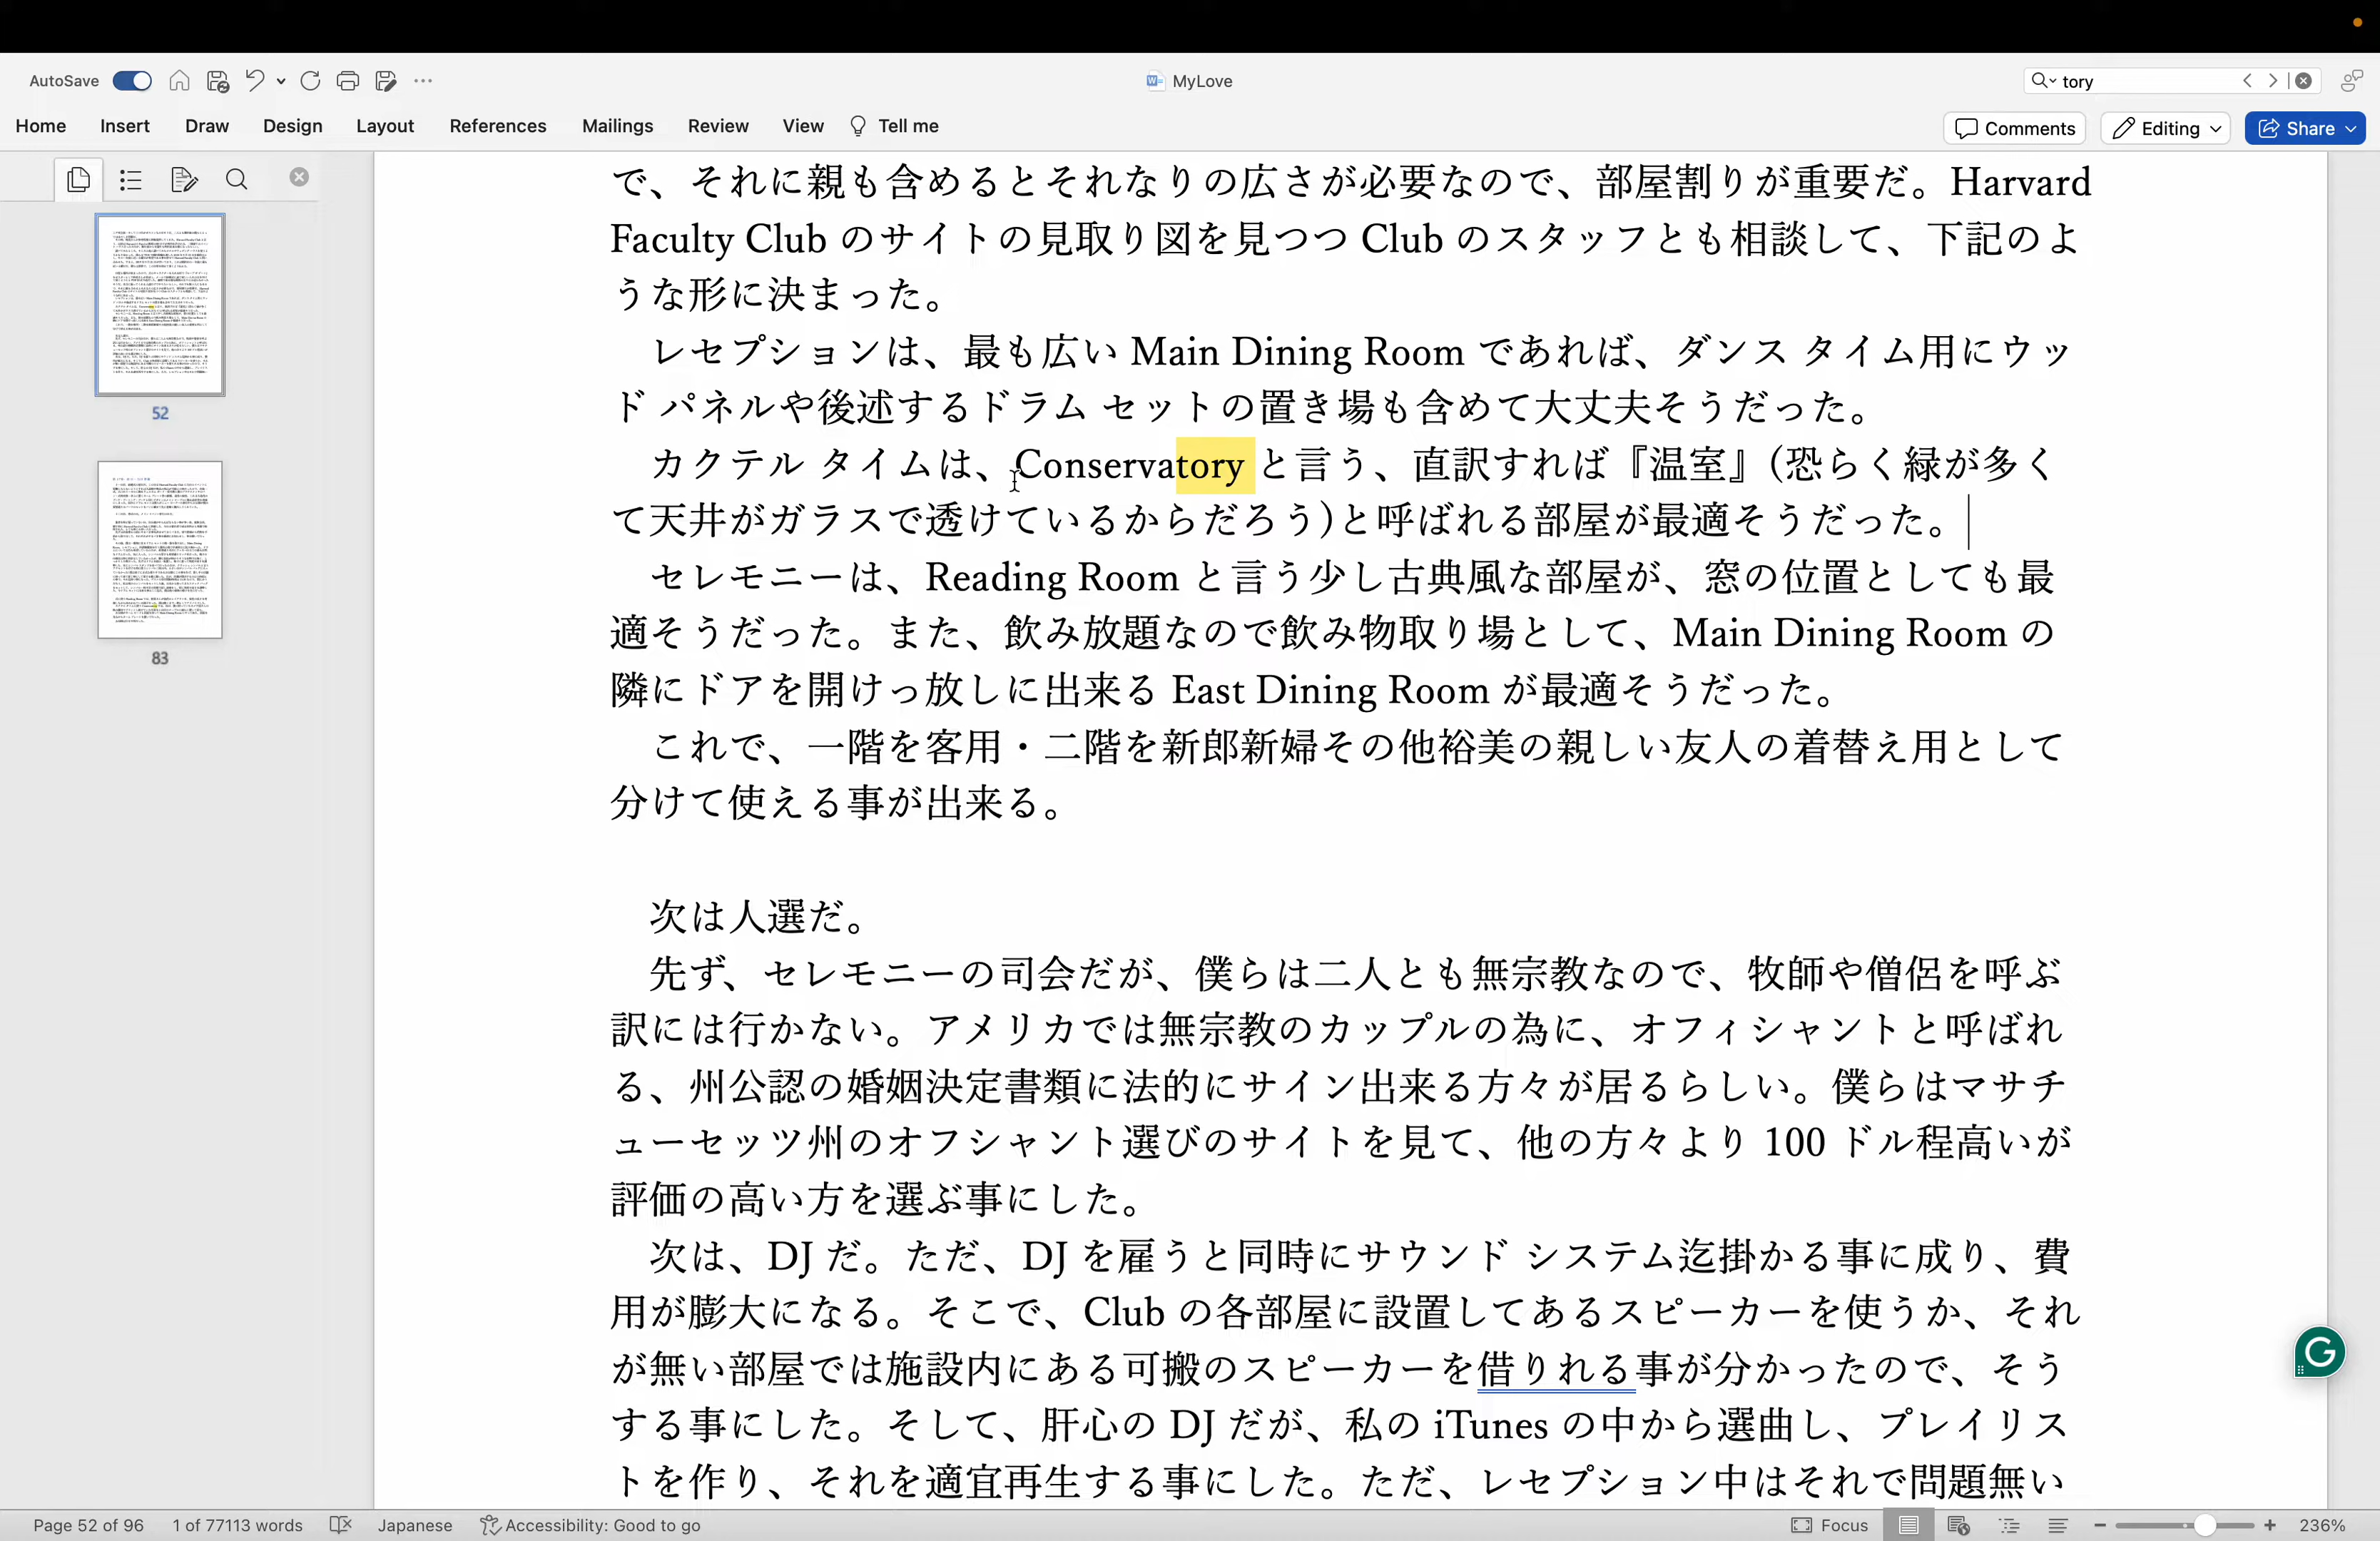 AutoSave
MyLove
tory
Home Insert Draw Design Layout References Mailings Review View Tell me
Comments Editing Share
52
83
で、それに親も含めるとそれなりの広さが必要なので、部屋割りが重要だ。Harvard
Faculty Club のサイトの見取り図を見つつ Club のスタッフとも相談して、下記のよ
うな形に決まった。
レセプションは、最も広い Main Dining Room であれば、ダンス タイム用にウッ
ド パネルや後述するドラム セットの置き場も含めて大丈夫そうだった。
カクテル タイムは、Conservatory と言う、直訳すれば『温室』(恐らく緑が多く
て天井がガラスで透けているからだろう)と呼ばれる部屋が最適そうだった。
セレモニーは、Reading Room と言う少し古典風な部屋が、窓の位置としても最
適そうだった。また、飲み放題なので飲み物取り場として、Main Dining Room の
隣にドアを開けっ放しに出来る East Dining Room が最適そうだった。
これで、一階を客用・二階を新郎新婦その他裕美の親しい友人の着替え用として
分けて使える事が出来る。
次は人選だ。
先ず、セレモニーの司会だが、僕らは二人とも無宗教なので、牧師や僧侶を呼ぶ
訳には行かない。アメリカでは無宗教のカップルの為に、オフィシャントと呼ばれ
る、州公認の婚姻決定書類に法的にサイン出来る方々が居るらしい。僕らはマサチ
ューセッツ州のオフシャント選びのサイトを見て、他の方々より 100 ドル程高いが
評価の高い方を選ぶ事にした。
次は、DJ だ。ただ、DJ を雇うと同時にサウンド システム迄掛かる事に成り、費
用が膨大になる。そこで、Club の各部屋に設置してあるスピーカーを使うか、それ
が無い部屋では施設内にある可搬のスピーカーを借りれる事が分かったので、そう
する事にした。そして、肝心の DJ だが、私の iTunes の中から選曲し、プレイリス
トを作り、それを適宜再生する事にした。ただ、レセプション中はそれで問題無い
Page 52 of 96 1 of 77113 words Japanese Accessibility: Good to go Focus 236%